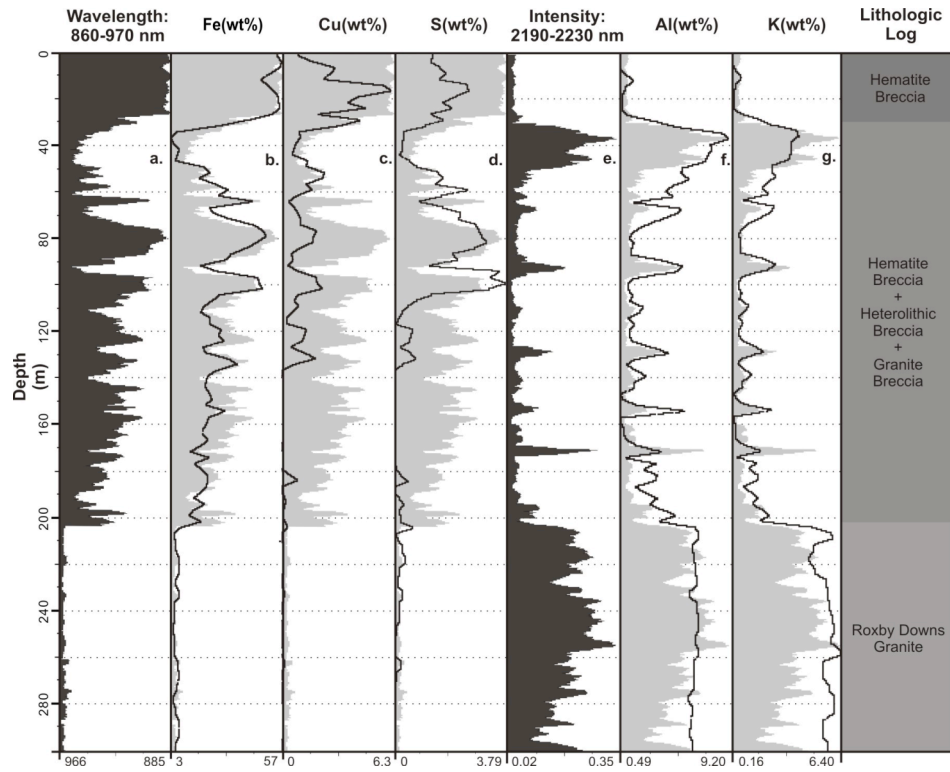 Wavelength:
860-970 nm
Fe(wt%)
Cu(wt%)
S(wt%)
Intensity:
2190-2230 nm
Al(wt%)
K(wt%)
Lithologic
Log
0
40
80
120
160
200
240
280
Depth
(m)
a.
b.
c.
d.
e.
f.
g.
Hematite
Breccia
Hematite
Breccia
+
Heterolithic
Breccia
+
Granite
Breccia
Roxby Downs
Granite
966 885 3 57 0 6.3 3.79 0.02 0.35 0.49 9.20 0.16 6.40